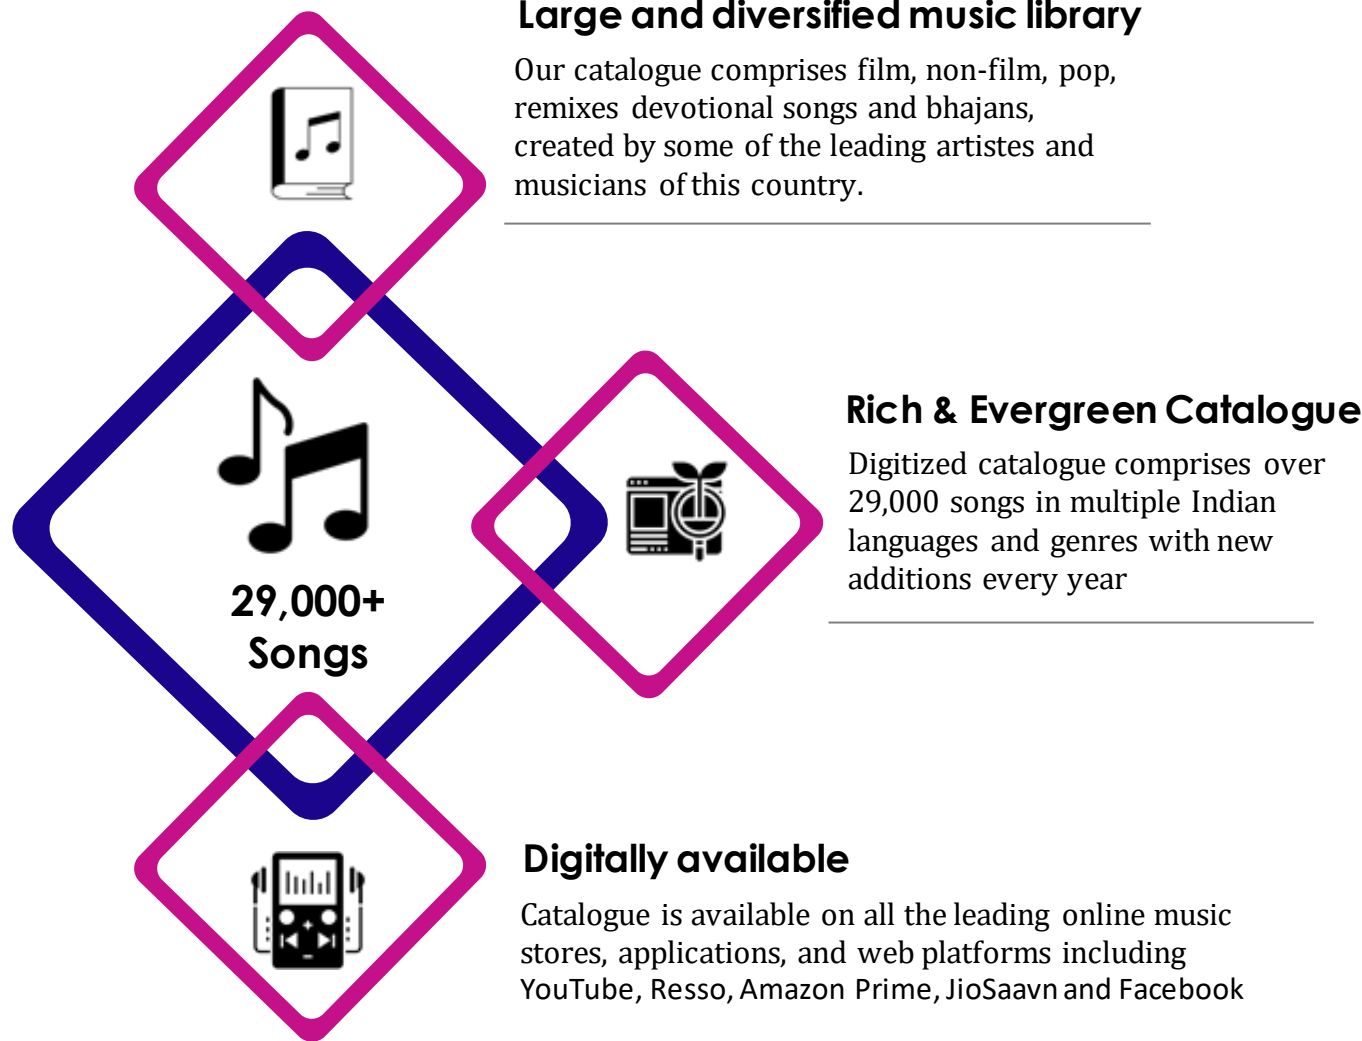 Large and diversified music library
Our catalogue comprises film, non-film, pop,
remixes devotional songs and bhajans,
created by some of the leading artistes and
musicians of this country.
29,000+
Songs
Rich & Evergreen Catalogue
Digitized catalogue comprises over
29,000 songs in multiple Indian
languages and genres with new
additions every year
Digitally available
Catalogue is available on all the leading online music
stores, applications, and web platforms including
YouTube, Resso, Amazon Prime, JioSaavn and Facebook